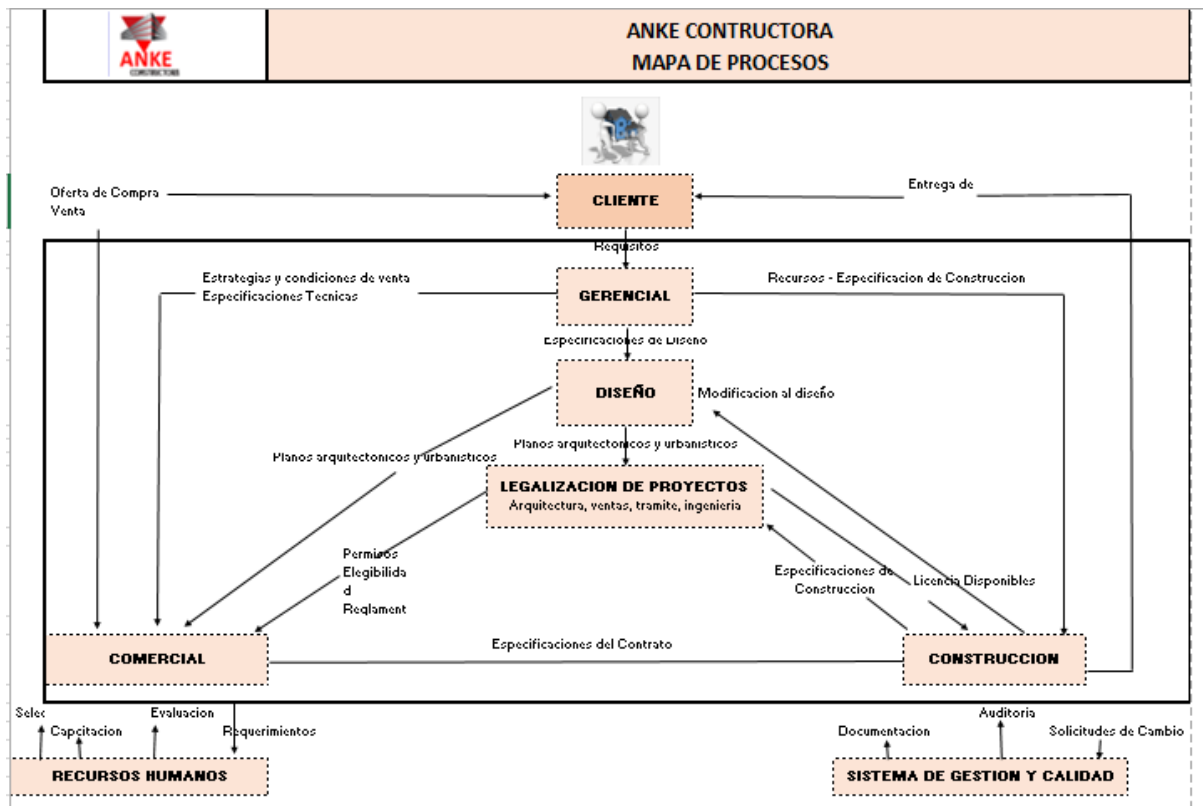 ANKE
CONSTRUCTORA
ANKE CONTRUCTORA
MAPA DE PROCESOS
Oferta de Compra
Venta
CLIENTE
Entrega de
Requisitos
Estrategias y condiciones de venta
Especificaciones Tecnicas
GERENCIAL
Recursos - Especificacion de Construccion
Especificaciones de Diseño
DISEÑO
Modificacion al diseño
Planos arquitectonicos y urbanisticos
Planos arquitectonicos y urbanisticos
LEGALIZACION DE PROYECTOS
Arquitectura, ventas, tramite, ingenieria
Permisos
Elegibilida
d
Reglament
Especificaciones de
Construccion
Licencia Disponibles
COMERCIAL
Especificaciones del Contrato
CONSTRUCCION
Selec
Capcitacion
Evaluacion
Requerimientos
RECURSOS HUMANOS
Documentacion
Auditoria
Solicitudes de Cambio
SISTEMA DE GESTION Y CALIDAD